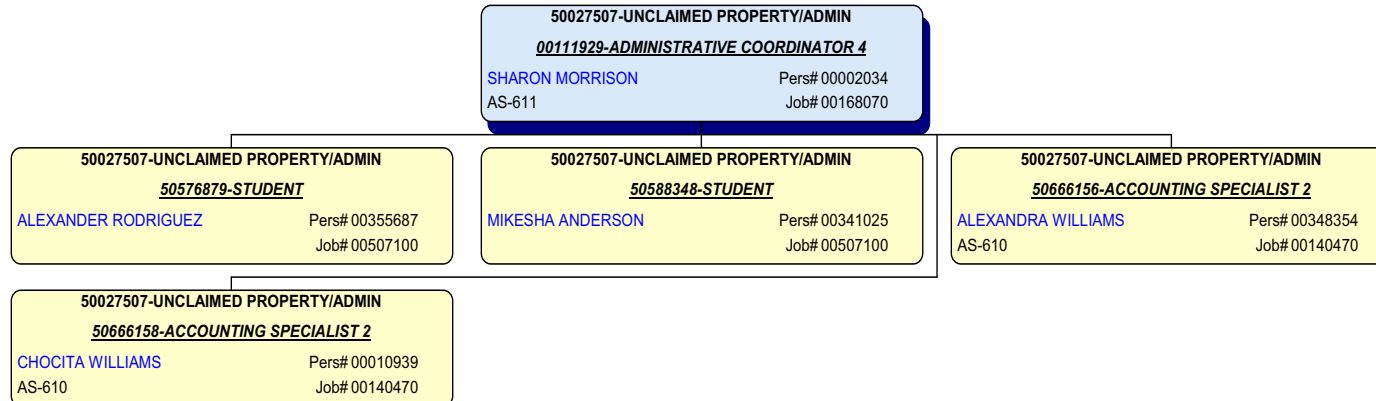 50027507-UNCLAIMED PROPERTY/ADMIN
00111929-ADMINISTRATIVE COORDINATOR 4
SHARON MORRISON Pers# 00002034
AS-611 Job# 00168070
50027507-UNCLAIMED PROPERTY/ADMIN
50576879-STUDENT
ALEXANDER RODRIGUEZ Pers# 00355687
Job# 00507100
50027507-UNCLAIMED PROPERTY/ADMIN
50588348-STUDENT
MIKESHA ANDERSON Pers# 00341025
Job# 00507100
50027507-UNCLAIMED PROPERTY/ADMIN
50666156-ACCOUNTING SPECIALIST 2
ALEXANDRA WILLIAMS Pers# 00348354
AS-610 Job# 00140470
50027507-UNCLAIMED PROPERTY/ADMIN
50666158-ACCOUNTING SPECIALIST 2
CHOCITA WILLIAMS Pers# 00010939
AS-610 Job# 00140470